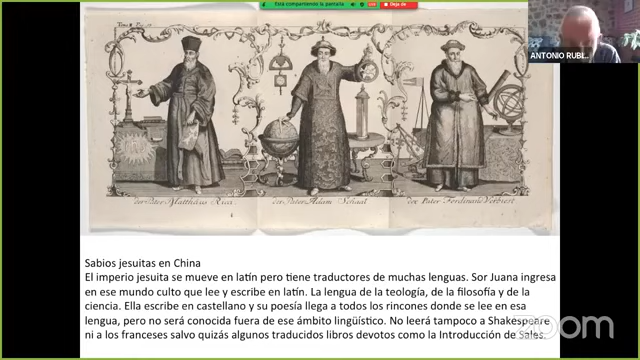 Está compartiendo la pantalla
Deja de
ANTONIO RUBI...
der Pater Matthäus Ricci
der Pater Adam Schaal
der Pater Ferdinand Verbiest
Sabios jesuitas en China
El imperio jesuita se mueve en latín pero tiene traductores de muchas lenguas. Sor Juana ingresa
en ese mundo culto que lee y escribe en latín. La lengua de la teología, de la filosofía y de la
ciencia. Ella escribe en castellano y su poesía llega a todos los rincones donde se lee en esa
lengua, pero no será conocida fuera de ese ámbito lingüístico. No leerá tampoco a Shakespeare
ni a los franceses salvo quizás algunos traducidos libros devotos como la Introducción de Sales.
zoom